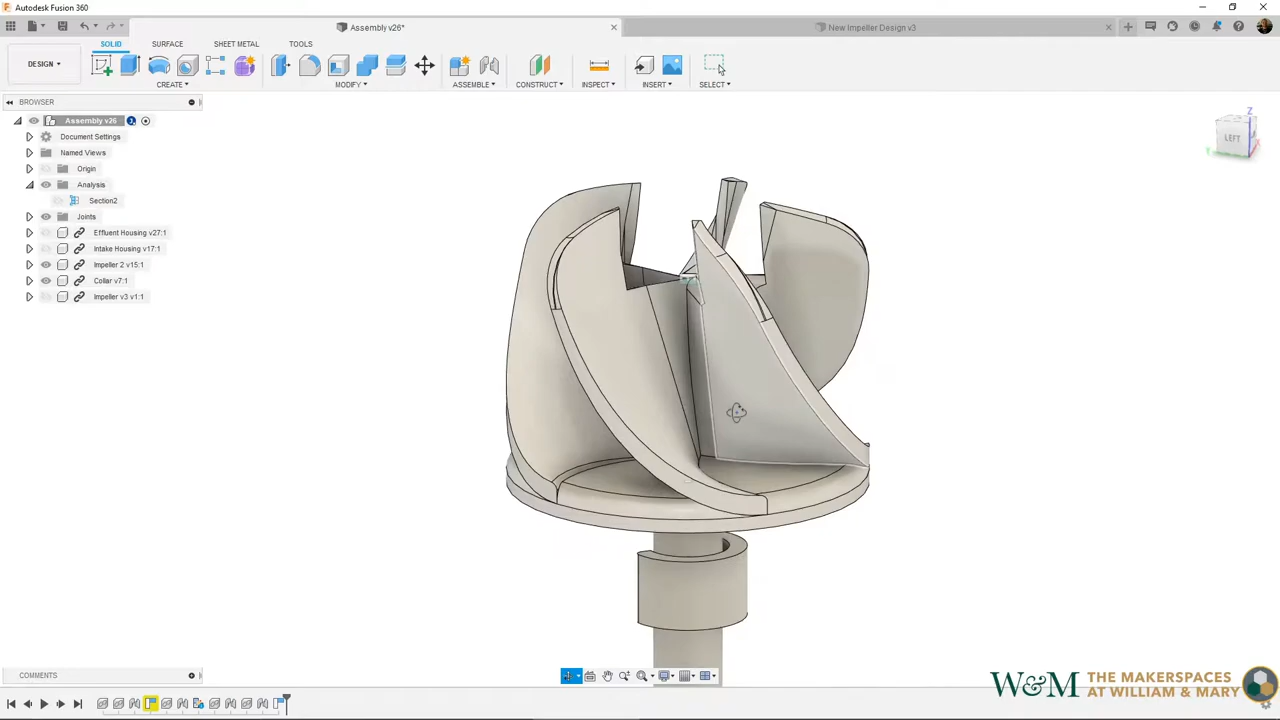 Autodesk Fusion 360
Assembly v26*
New Impeller Design v3
SOLID SURFACE SHEET METAL TOOLS
DESIGN
CREATE MODIFY ASSEMBLE CONSTRUCT INSPECT INSERT SELECT
BROWSER
Assembly v26
Document Settings
Named Views
Origin
Analysis
Section2
Joints
Effluent Housing v27:1
Intake Housing v17:1
Impeller 2 v15:1
Collar v7:1
Impeller v3 v1:1
Z
LEFT
COMMENTS
W&M THE MAKERSPACES
AT WILLIAM & MARY